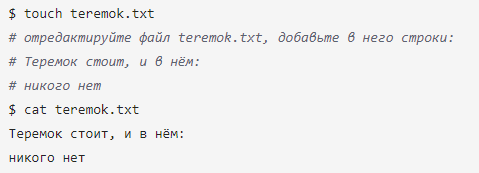 $ touch teremok.txt
# отредактируйте файл teremok.txt, добавьте в него строки:
# Теремок стоит, и в нём:
# никого нет
$ cat teremok.txt
Теремок стоит, и в нём:
никого нет